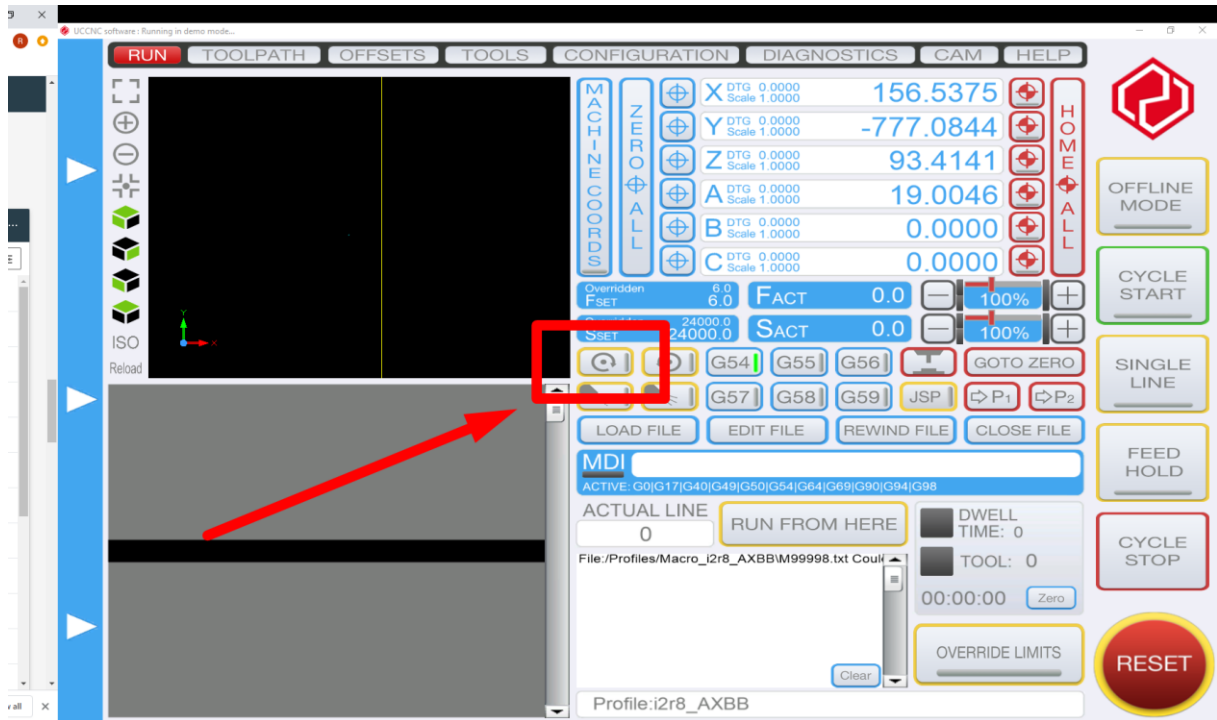 UCCNC software : Running in demo mode...
RUN TOOLPATH OFFSETS TOOLS CONFIGURATION DIAGNOSTICS CAM HELP
ISO
Reload
MACHINE COORDS
ZERO ALL
X DTG 0.0000 Scale 1.0000 156.5375
Y DTG 0.0000 Scale 1.0000 -777.0844
Z DTG 0.0000 Scale 1.0000 93.4141
A DTG 0.0000 Scale 1.0000 19.0046
B DTG 0.0000 Scale 1.0000 0.0000
C DTG 0.0000 Scale 1.0000 0.0000
HOME ALL
Overridden 6.0
FSET 6.0 FACT 0.0 100%
24000.0
SSET 24000.0 SACT 0.0 100%
G54 G55 G56 GOTO ZERO
G57 G58 G59 JSP P1 P2
LOAD FILE EDIT FILE REWIND FILE CLOSE FILE
MDI
ACTIVE: G0|G17|G40|G49|G50|G54|G64|G69|G90|G94|G98
ACTUAL LINE
0
RUN FROM HERE
DWELL
TIME: 0
TOOL: 0
00:00:00 Zero
File:/Profiles/Macro_i2r8_AXBB\M99998.txt Coul
Clear
OVERRIDE LIMITS
Profile:i2r8_AXBB
OFFLINE
MODE
CYCLE
START
SINGLE
LINE
FEED
HOLD
CYCLE
STOP
RESET
R
...
E
all